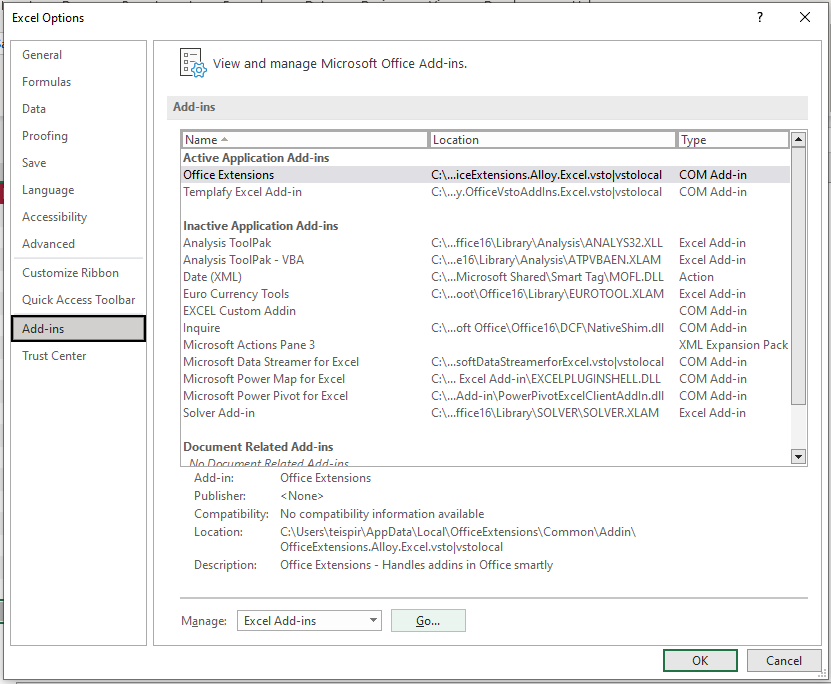 Excel Options
?
General
Formulas
Data
Proofing
Save
Language
Accessibility
Advanced
Customize Ribbon
Quick Access Toolbar
Add-ins
Trust Center
View and manage Microsoft Office Add-ins.
Add-ins
Name Location Type
Active Application Add-ins
Office Extensions C:\...iceExtensions.Alloy.Excel.vsto|vstolocal COM Add-in
Templafy Excel Add-in C:\...y.OfficeVstoAddIns.Excel.vsto|vstolocal COM Add-in
Inactive Application Add-ins
Analysis ToolPak C:\...ffice16\Library\Analysis\ANALYS32.XLL Excel Add-in
Analysis ToolPak - VBA C:\...e16\Library\Analysis\ATPVBAEN.XLAM Excel Add-in
Date (XML) C:\...Microsoft Shared\Smart Tag\MOFL.DLL Action
Euro Currency Tools C:\...oot\Office16\Library\EUROTOOL.XLAM Excel Add-in
EXCEL Custom Addin COM Add-in
Inquire C:\...oft Office\Office16\DCF\NativeShim.dll COM Add-in
Microsoft Actions Pane 3 XML Expansion Pack
Microsoft Data Streamer for Excel C:\...softDataStreamerforExcel.vsto|vstolocal COM Add-in
Microsoft Power Map for Excel C:\... Excel Add-in\EXCELPLUGINSHELL.DLL COM Add-in
Microsoft Power Pivot for Excel C:\...Add-in\PowerPivotExcelClientAddIn.dll COM Add-in
Solver Add-in C:\...ffice16\Library\SOLVER\SOLVER.XLAM Excel Add-in
Document Related Add-ins
No Document Related Add-ins
Add-in: Office Extensions
Publisher: <None>
Compatibility: No compatibility information available
Location: C:\Users\teispir\AppData\Local\OfficeExtensions\Common\Addin\
OfficeExtensions.Alloy.Excel.vsto|vstolocal
Description: Office Extensions - Handles addins in Office smartly
Manage: Excel Add-ins Go...
OK Cancel